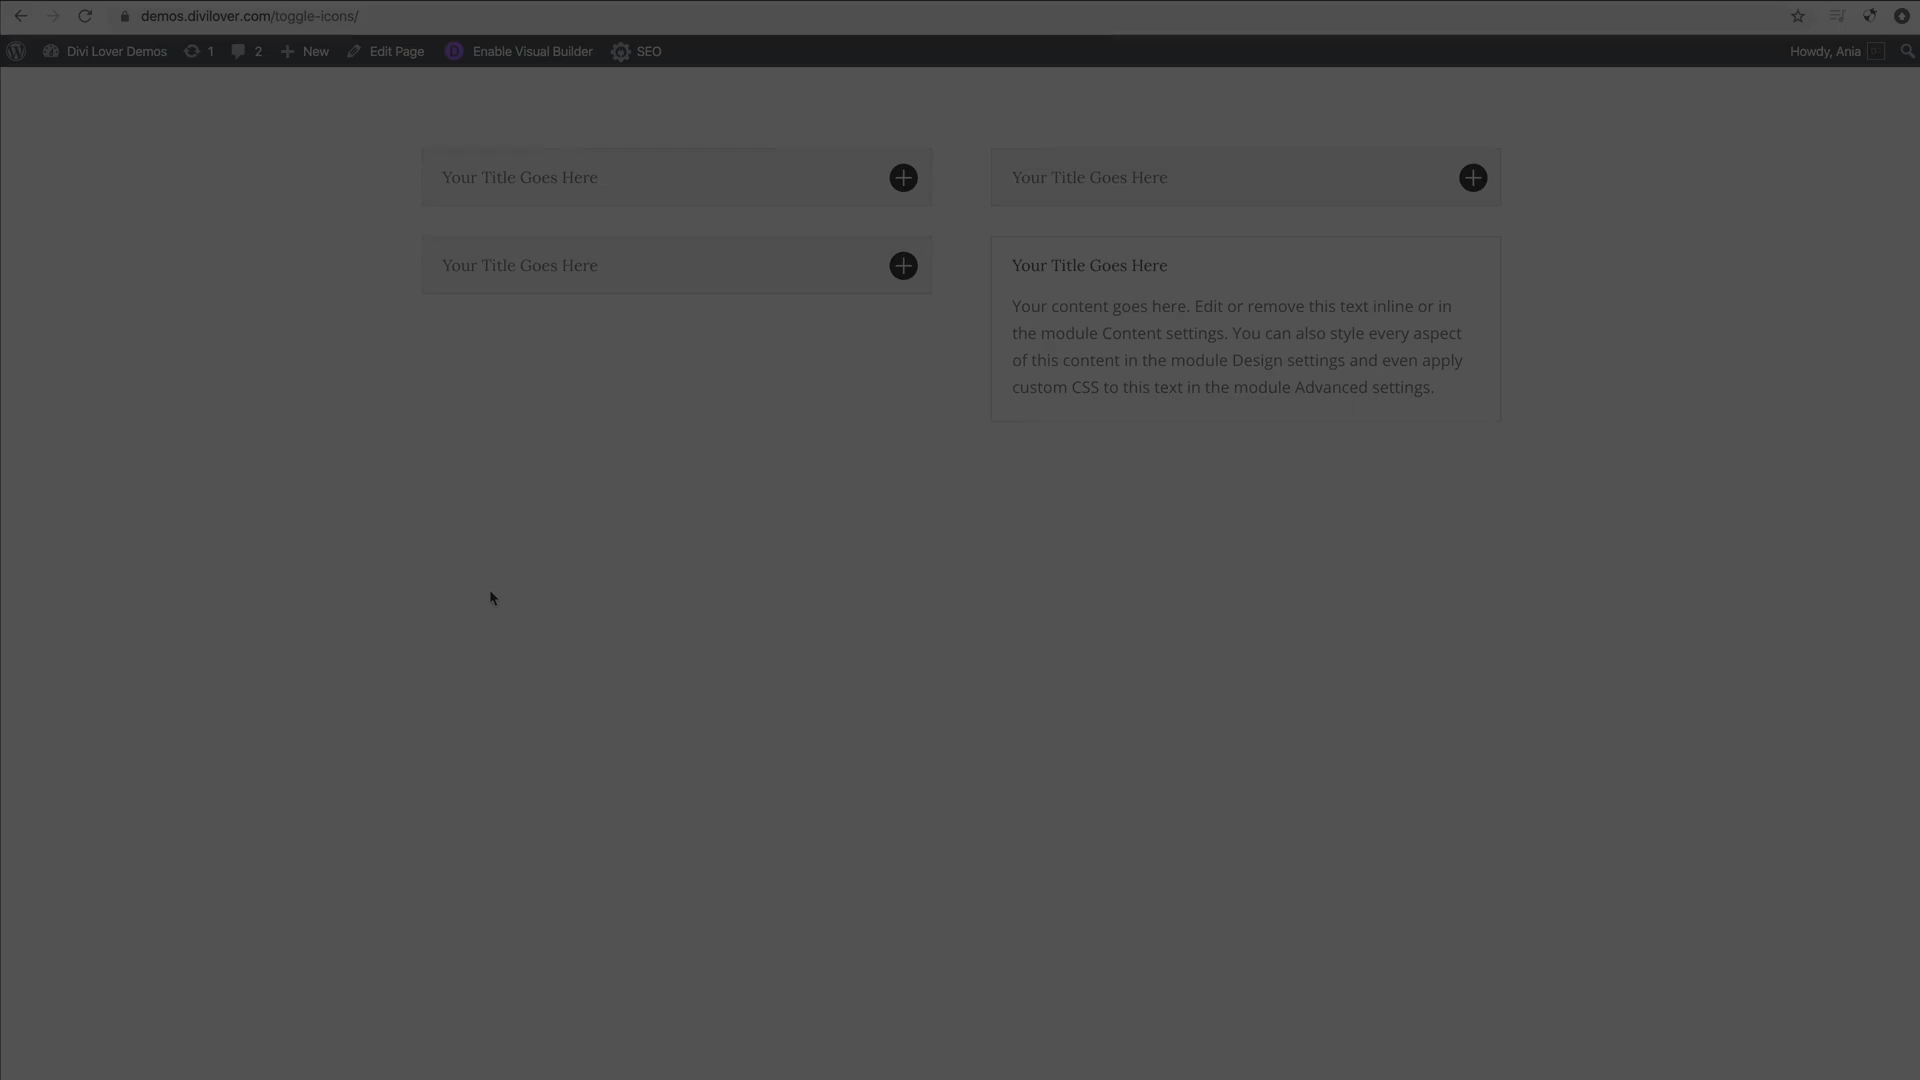 demos.divilover.com/toggle-icons/
Divi Lover Demos 1 2 New Edit Page D Enable Visual Builder SEO Howdy, Ania
Your Title Goes Here
Your Title Goes Here
Your Title Goes Here
Your Title Goes Here
Your content goes here. Edit or remove this text inline or in
the module Content settings. You can also style every aspect
of this content in the module Design settings and even apply
custom CSS to this text in the module Advanced settings.